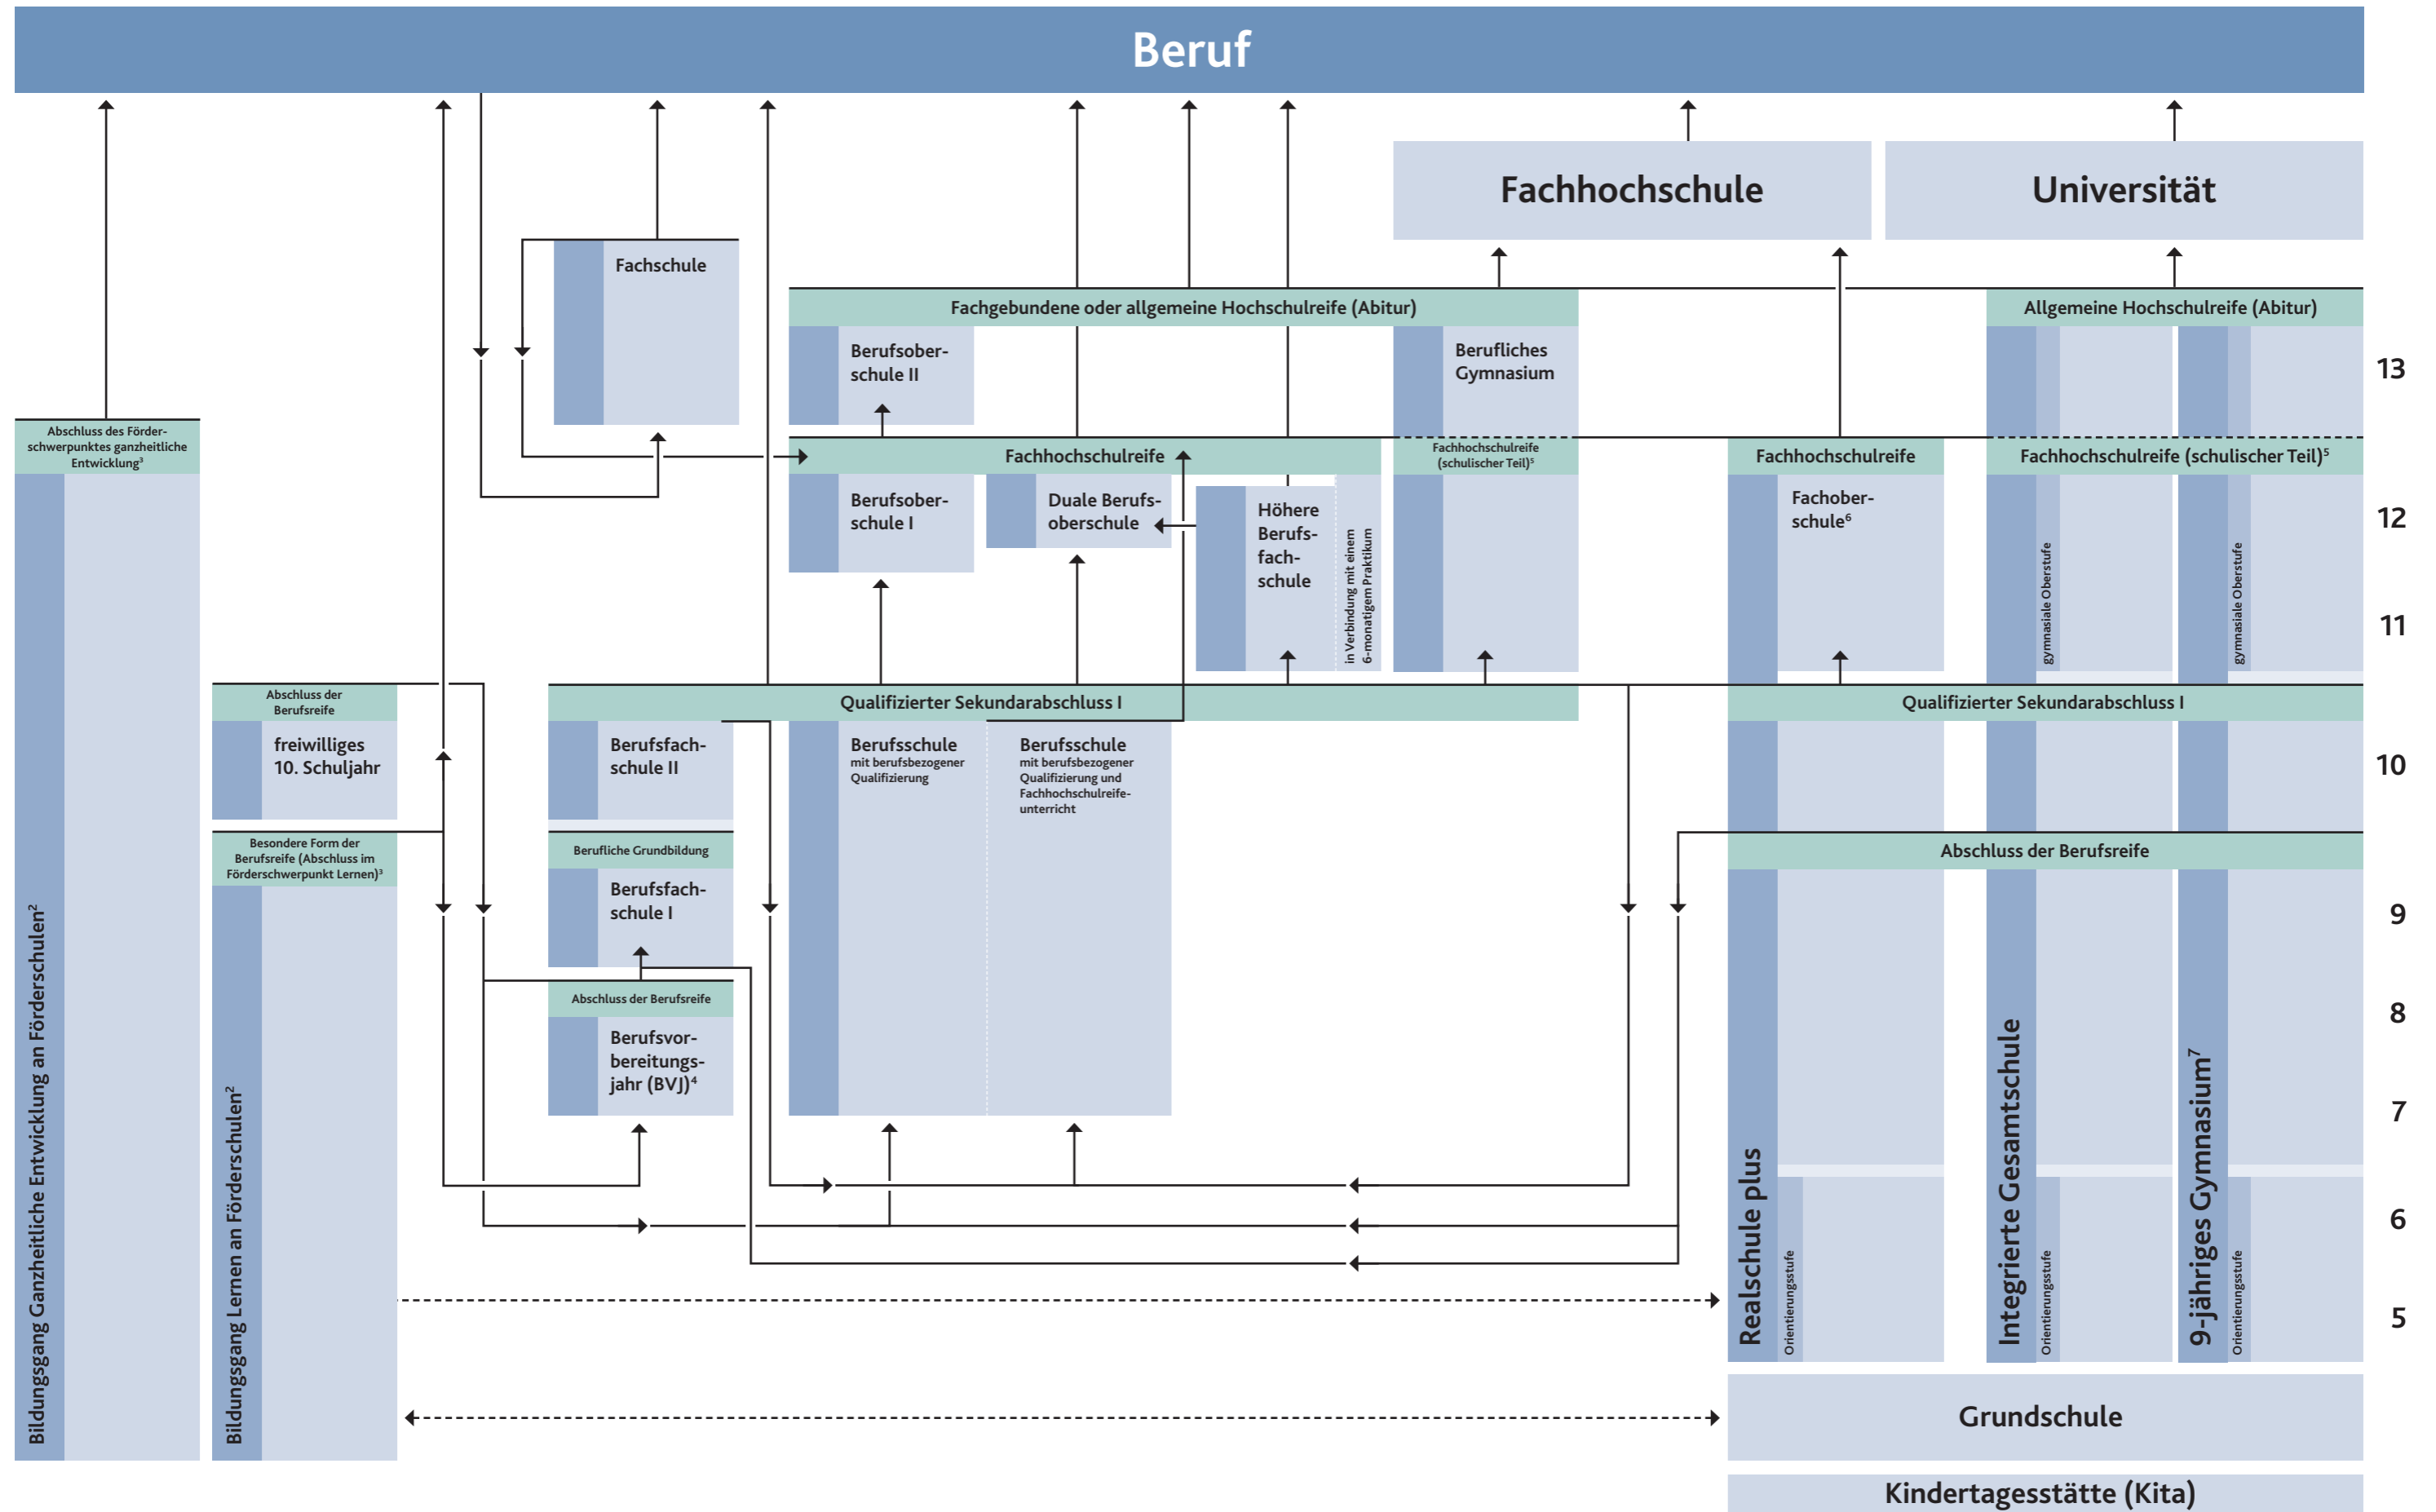 Beruf
Fachhochschule
Universität
Fachschule
Fachgebundene oder allgemeine Hochschulreife (Abitur)
Allgemeine Hochschulreife (Abitur)
Berufsober-
schule II
Berufliches
Gymnasium
13
Abschluss des Förder-
schwerpunktes ganzheitliche
Entwicklung³
Fachhochschulreife
Fachhochschulreife
(schulischer Teil)⁵
Fachhochschulreife
Fachhochschulreife (schulischer Teil)⁵
Berufsober-
schule I
Duale Berufs-
oberschule
Höhere
Berufs-
fach-
schule
in Verbindung mit einem
6-monatigem Praktikum
Fachober-
schule⁶
gymnasiale Oberstufe
gymnasiale Oberstufe
12
11
Abschluss der
Berufsreife
Qualifizierter Sekundarabschluss I
Qualifizierter Sekundarabschluss I
freiwilliges
10. Schuljahr
Berufsfach-
schule II
Berufsschule
mit berufsbezogener
Qualifizierung
Berufsschule
mit berufsbezogener
Qualifizierung und
Fachhochschulreife-
unterricht
10
Besondere Form der
Berufsreife (Abschluss im
Förderschwerpunkt Lernen)³
Berufliche Grundbildung
Abschluss der Berufsreife
Berufsfach-
schule I
9
Abschluss der Berufsreife
8
Berufsvor-
bereitungs-
jahr (BVJ)⁴
7
Bildungsgang Ganzheitliche Entwicklung an Förderschulen²
Bildungsgang Lernen an Förderschulen²
Realschule plus
Orientierungsstufe
Integrierte Gesamtschule
Orientierungsstufe
9-jähriges Gymnasium⁷
Orientierungsstufe
6
5
Grundschule
Kindertagesstätte (Kita)